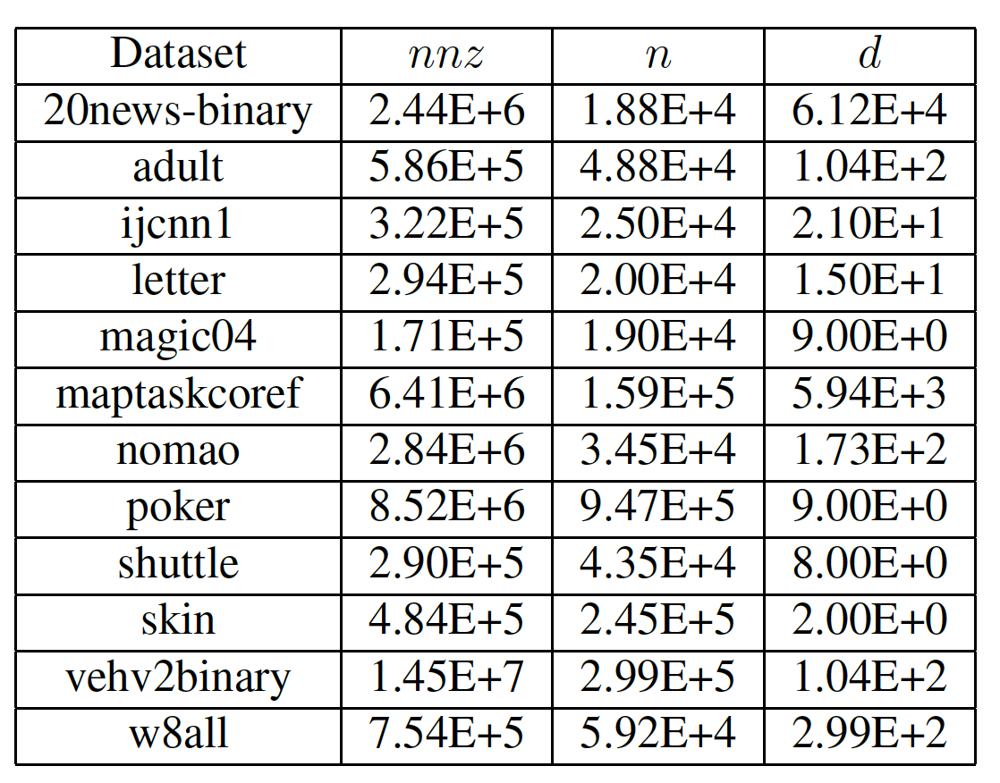 Dataset nnz n d
20news-binary 2.44E+6 1.88E+4 6.12E+4
adult 5.86E+5 4.88E+4 1.04E+2
ijcnn1 3.22E+5 2.50E+4 2.10E+1
letter 2.94E+5 2.00E+4 1.50E+1
magic04 1.71E+5 1.90E+4 9.00E+0
maptaskcoref 6.41E+6 1.59E+5 5.94E+3
nomao 2.84E+6 3.45E+4 1.73E+2
poker 8.52E+6 9.47E+5 9.00E+0
shuttle 2.90E+5 4.35E+4 8.00E+0
skin 4.84E+5 2.45E+5 2.00E+0
vehv2binary 1.45E+7 2.99E+5 1.04E+2
w8all 7.54E+5 5.92E+4 2.99E+2